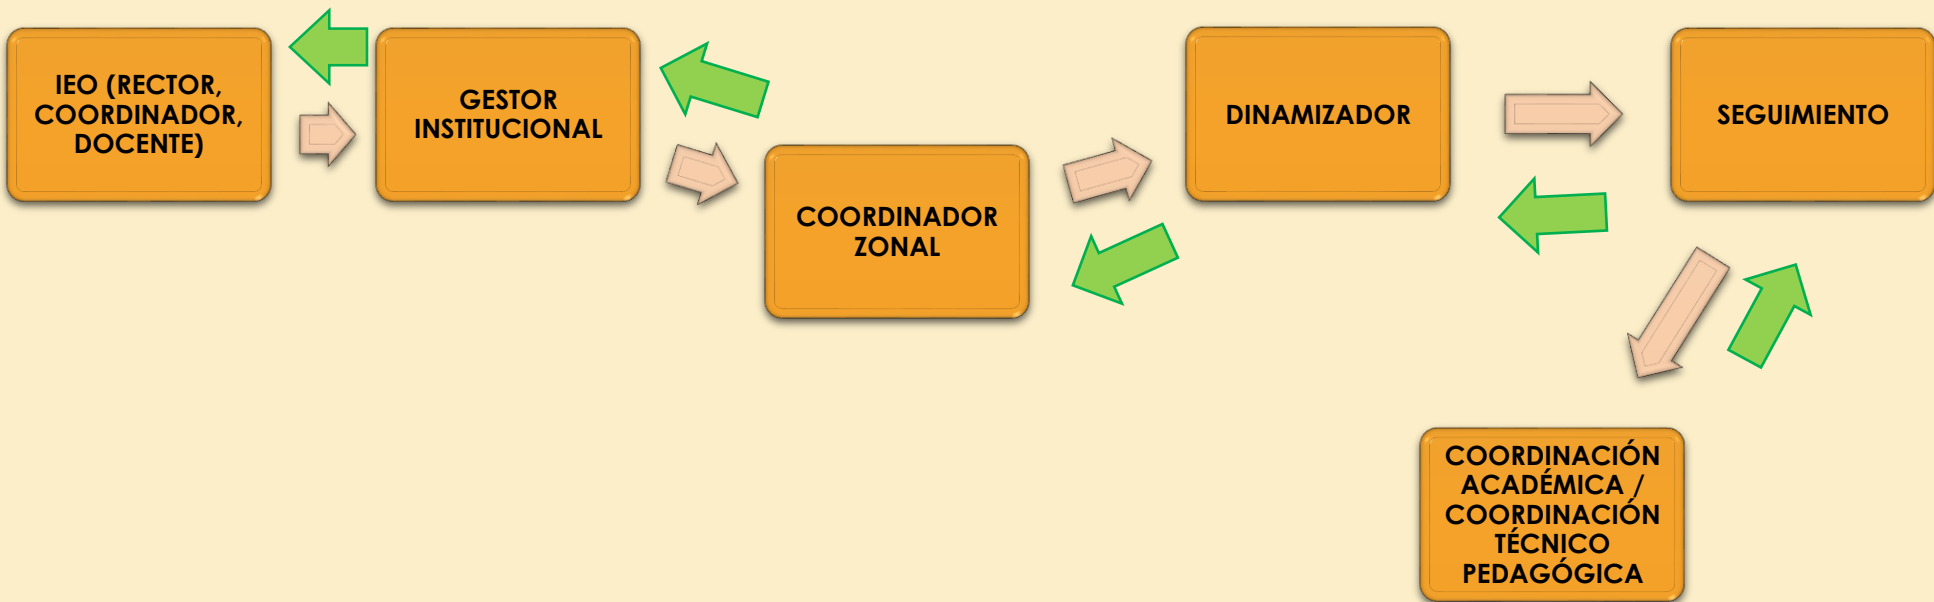 IEO (RECTOR,
COORDINADOR,
DOCENTE)
GESTOR
INSTITUCIONAL
COORDINADOR
ZONAL
DINAMIZADOR
SEGUIMIENTO
COORDINACIÓN
ACADÉMICA /
COORDINACIÓN
TÉCNICO
PEDAGÓGICA